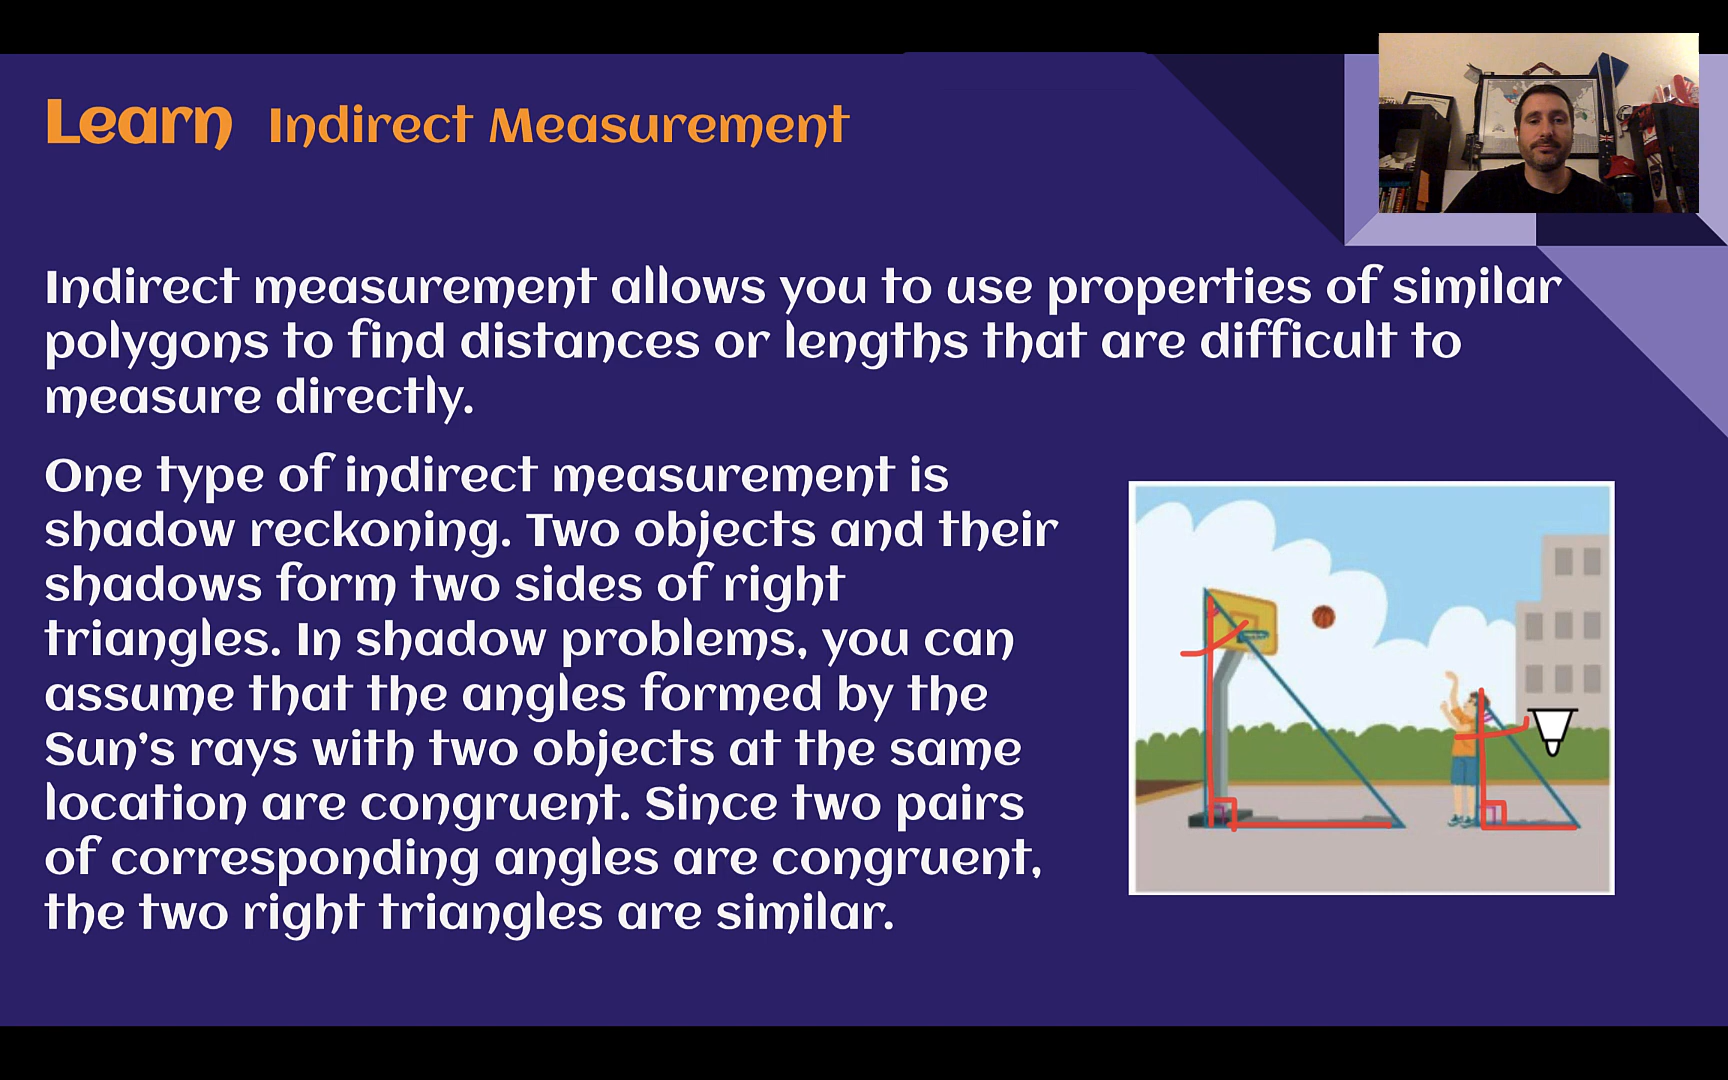 Learn Indirect Measurement
Indirect measurement allows you to use properties of similar
polygons to find distances or lengths that are difficult to
measure directly.
One type of indirect measurement is
shadow reckoning. Two objects and their
shadows form two sides of right
triangles. In shadow problems, you can
assume that the angles formed by the
Sun's rays with two objects at the same
location are congruent. Since two pairs
of corresponding angles are congruent,
the two right triangles are similar.